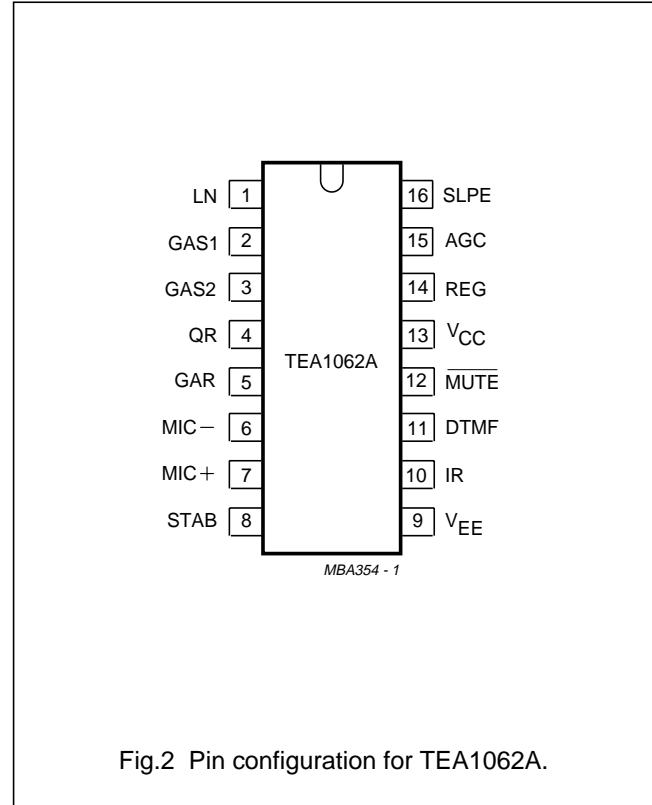 LN 1 16 SLPE
GAS1 2 15 AGC
GAS2 3 14 REG
QR 4 13 VCC
TEA1062A
GAR 5 12 MUTE
MIC− 6 11 DTMF
MIC+ 7 10 IR
STAB 8 9 VEE
MBA354 - 1
Fig.2 Pin configuration for TEA1062A.